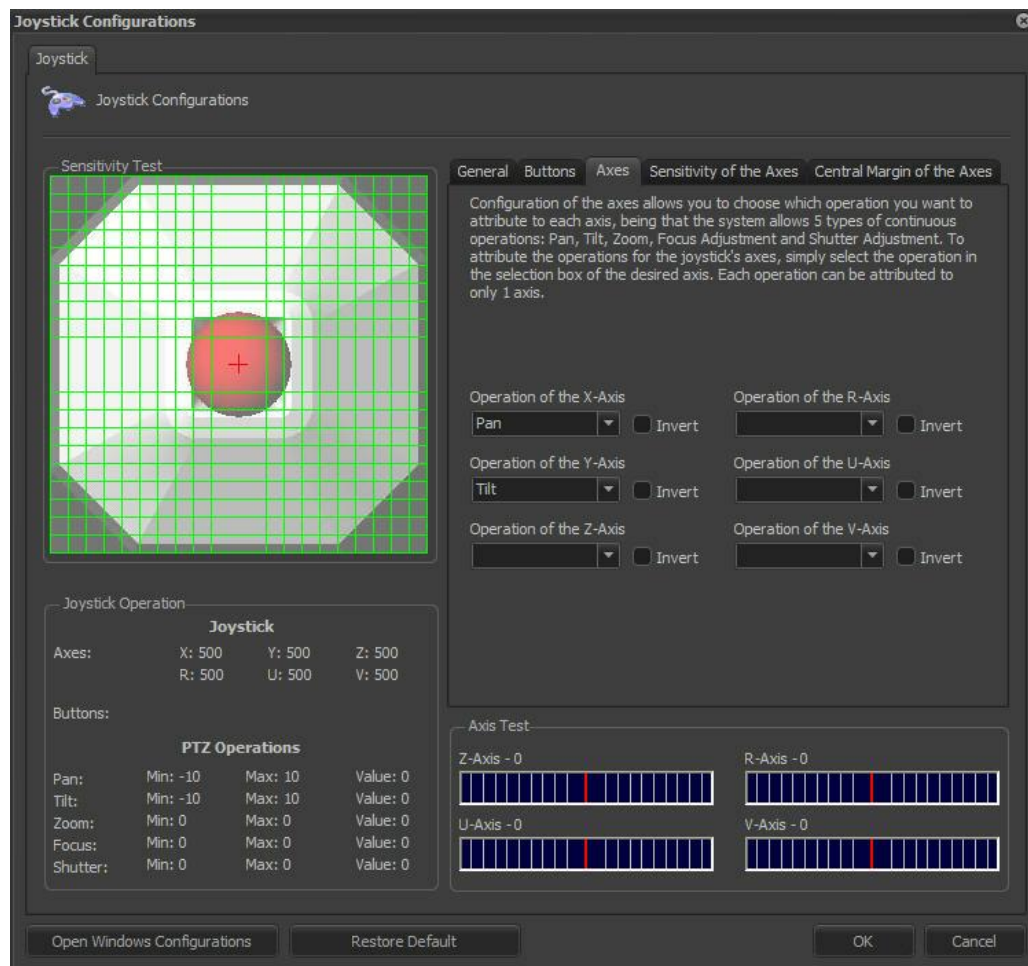 Joystick Configurations
Joystick
Joystick Configurations
Sensitivity Test
General Buttons Axes Sensitivity of the Axes Central Margin of the Axes
Configuration of the axes allows you to choose which operation you want to
attribute to each axis, being that the system allows 5 types of continuous
operations: Pan, Tilt, Zoom, Focus Adjustment and Shutter Adjustment. To
attribute the operations for the joystick's axes, simply select the operation in
the selection box of the desired axis. Each operation can be attributed to
only 1 axis.
Operation of the X-Axis Operation of the R-Axis
Pan Invert Invert
Operation of the Y-Axis Operation of the U-Axis
Tilt Invert Invert
Operation of the Z-Axis Operation of the V-Axis
Invert Invert
Joystick Operation
Joystick
Axes: X: 500 Y: 500 Z: 500
R: 500 U: 500 V: 500
Buttons:
PTZ Operations
Pan: Min: -10 Max: 10 Value: 0
Tilt: Min: -10 Max: 10 Value: 0
Zoom: Min: 0 Max: 0 Value: 0
Focus: Min: 0 Max: 0 Value: 0
Shutter: Min: 0 Max: 0 Value: 0
Axis Test
Z-Axis - 0 R-Axis - 0
U-Axis - 0 V-Axis - 0
Open Windows Configurations Restore Default OK Cancel